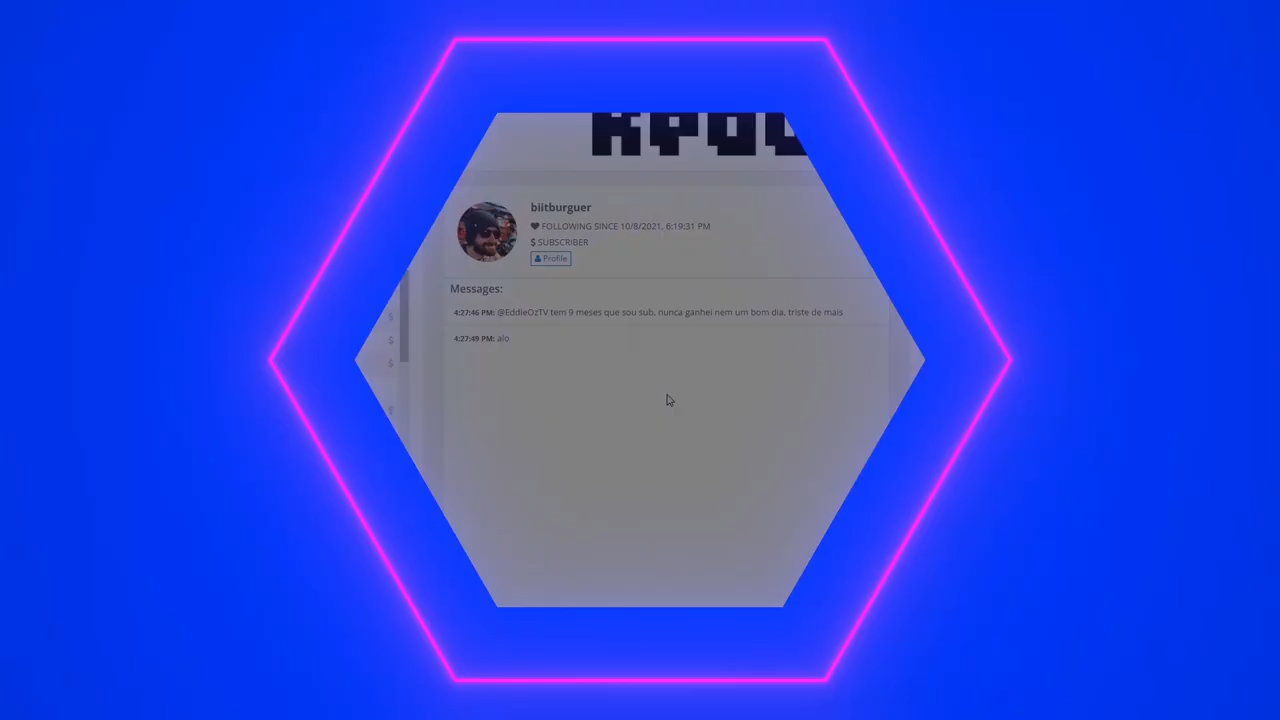 biitburguer
FOLLOWING SINCE 10/8/2021, 6:19:31 PM
$ SUBSCRIBER
Profile
Messages:
4:27:46 PM: @EddieOzTV tem 9 meses que sou sub, nunca ganhei nem um bom dia, triste de mais
4:27:49 PM: alo
$
$
$
$